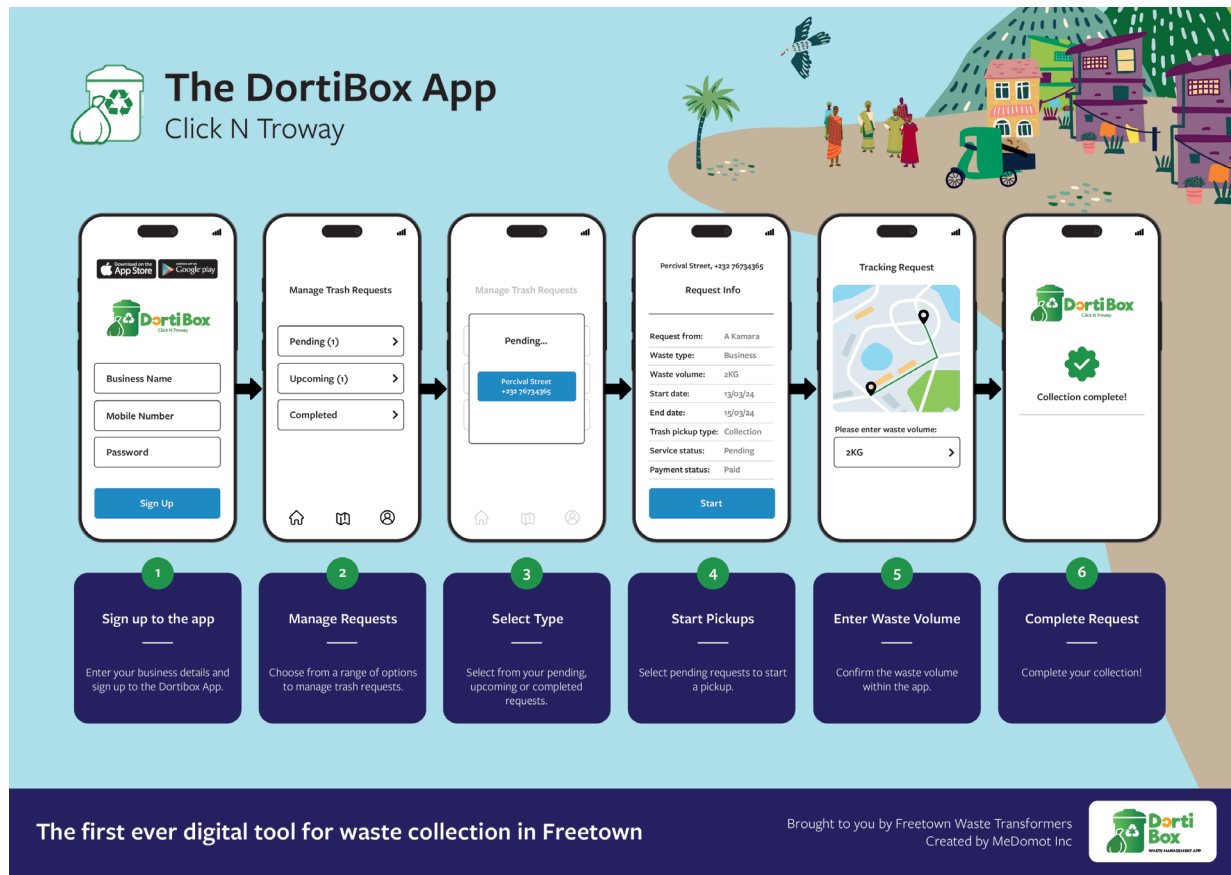 The DortiBox App
Click N Troway
Download on the
App Store
Google play
DortiBox
Click N Troway
Business Name
Mobile Number
Password
Sign Up
Manage Trash Requests
Pending (1)
Upcoming (1)
Completed
Manage Trash Requests
Pending...
Percival Street
+232 76734365
Percival Street, +232 76734365
Request Info
Request from: A Kamara
Waste type: Business
Waste volume: 2KG
Start date: 13/03/24
End date: 15/03/24
Trash pickup type: Collection
Service status: Pending
Payment status: Paid
Start
Tracking Request
Please enter waste volume:
2KG
DortiBox
Click N Troway
Collection complete!
1
Sign up to the app
Enter your business details and
sign up to the Dortibox App.
2
Manage Requests
Choose from a range of options
to manage trash requests.
3
Select Type
Select from your pending,
upcoming or completed
requests.
4
Start Pickups
Select pending requests to start
a pickup.
5
Enter Waste Volume
Confirm the waste volume
within the app.
6
Complete Request
Complete your collection!
The first ever digital tool for waste collection in Freetown
Brought to you by Freetown Waste Transformers
Created by MeDomot Inc
Dorti
Box
WASTE MANAGEMENT APP